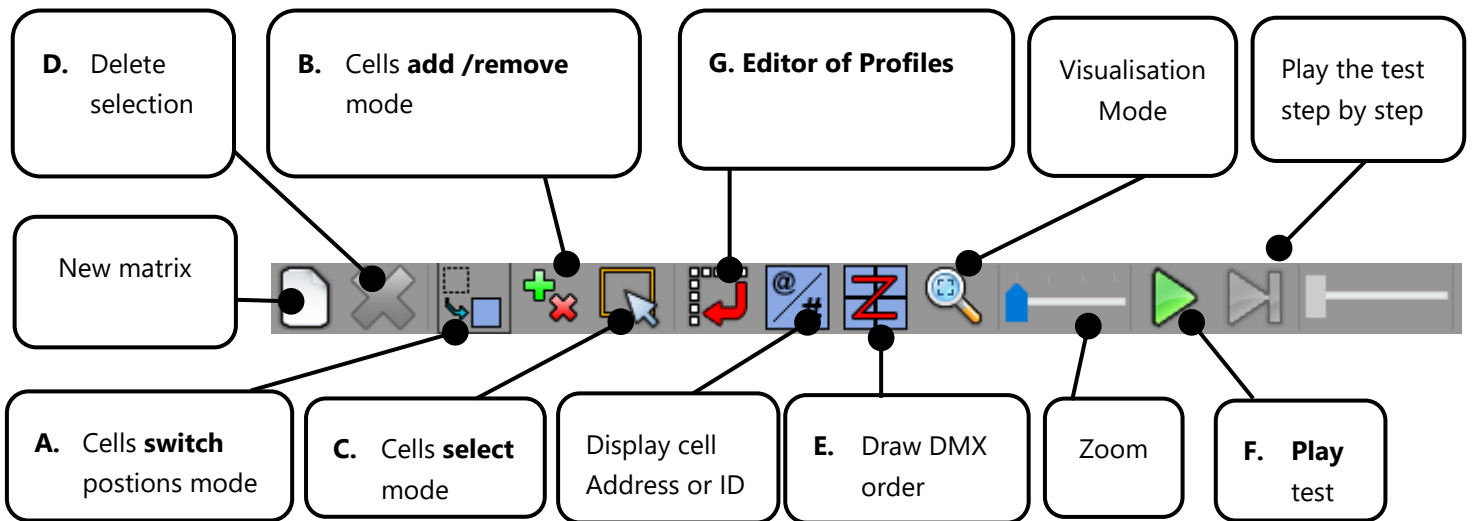 D. Delete
selection
B. Cells add /remove
mode
G. Editor of Profiles
Visualisation
Mode
Play the test
step by step
New matrix
@
#
A. Cells switch
postions mode
C. Cells select
mode
Display cell
Address or ID
E. Draw DMX
order
Zoom
F. Play
test